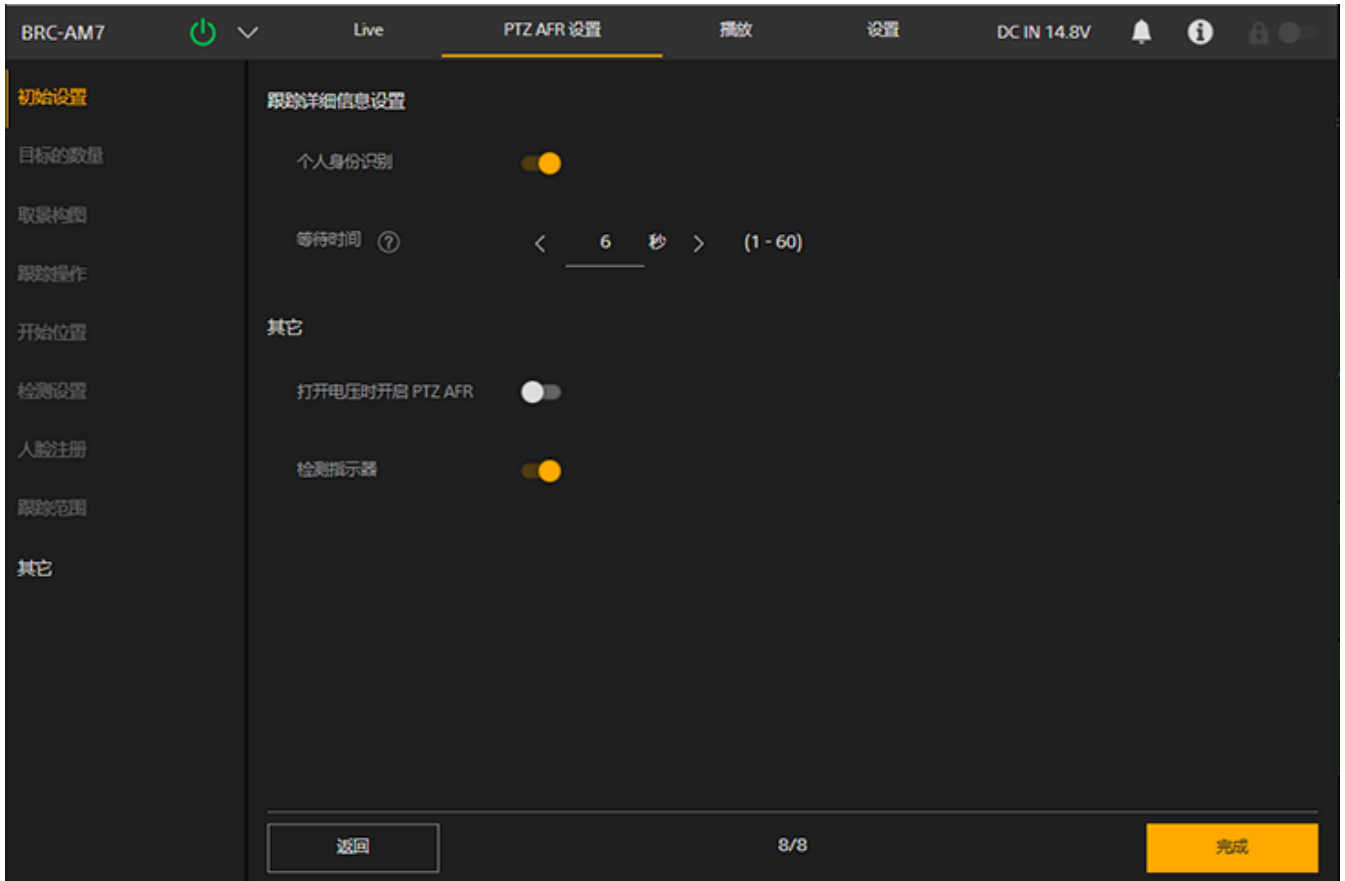 BRC-AM7 Live PTZ AFR 设置 播放 设置 DC IN 14.8V
初始设置
目标的数量
取景构图
跟踪操作
开始位置
检测设置
人脸注册
跟踪范围
其它
跟踪详细信息设置
个人身份识别
等待时间 ? < 6 秒 > (1 - 60)
其它
打开电压时开启 PTZ AFR
检测指示器
返回 8/8 完成